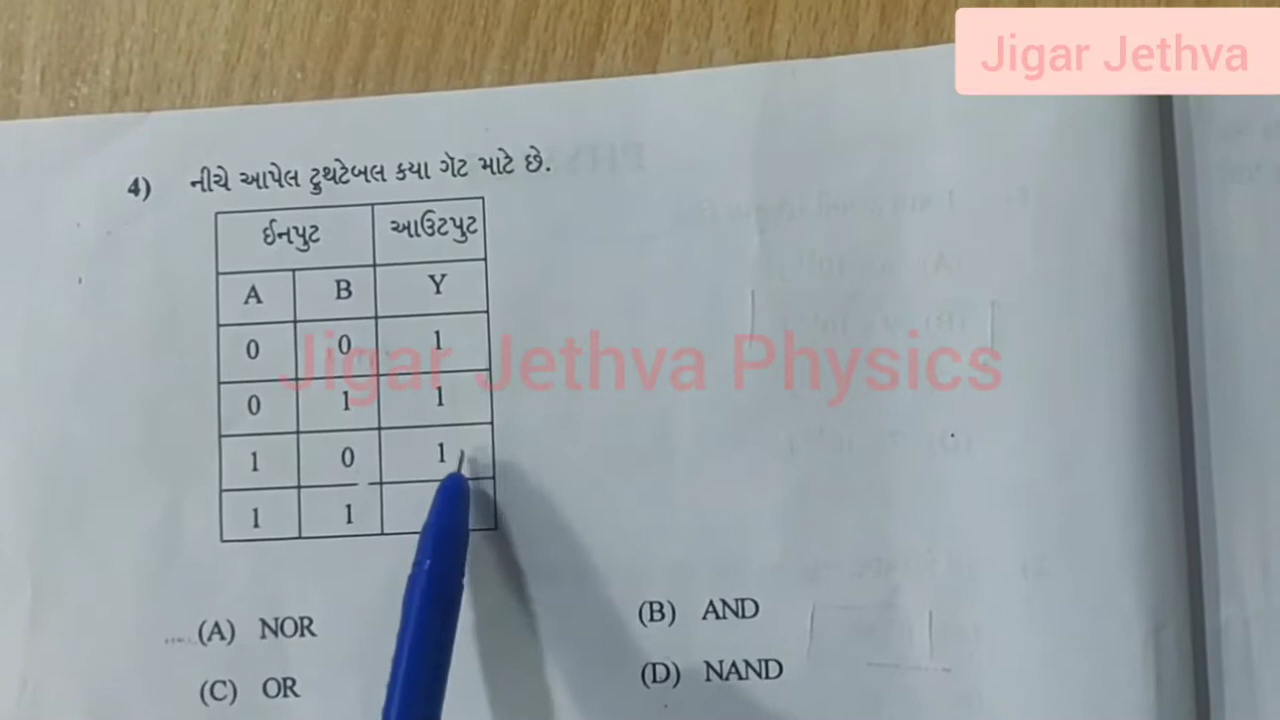 Jigar Jethva
4) નીચે આપેલ ટ્રુથટેબલ કયા ગૅટ માટે છે.
ઈનપુટ આઉટપુટ
A B Y
0 0 1
Jigar Jethva Physics
0 1 1
1 0 1
1 1
(A) NOR (B) AND
(C) OR (D) NAND